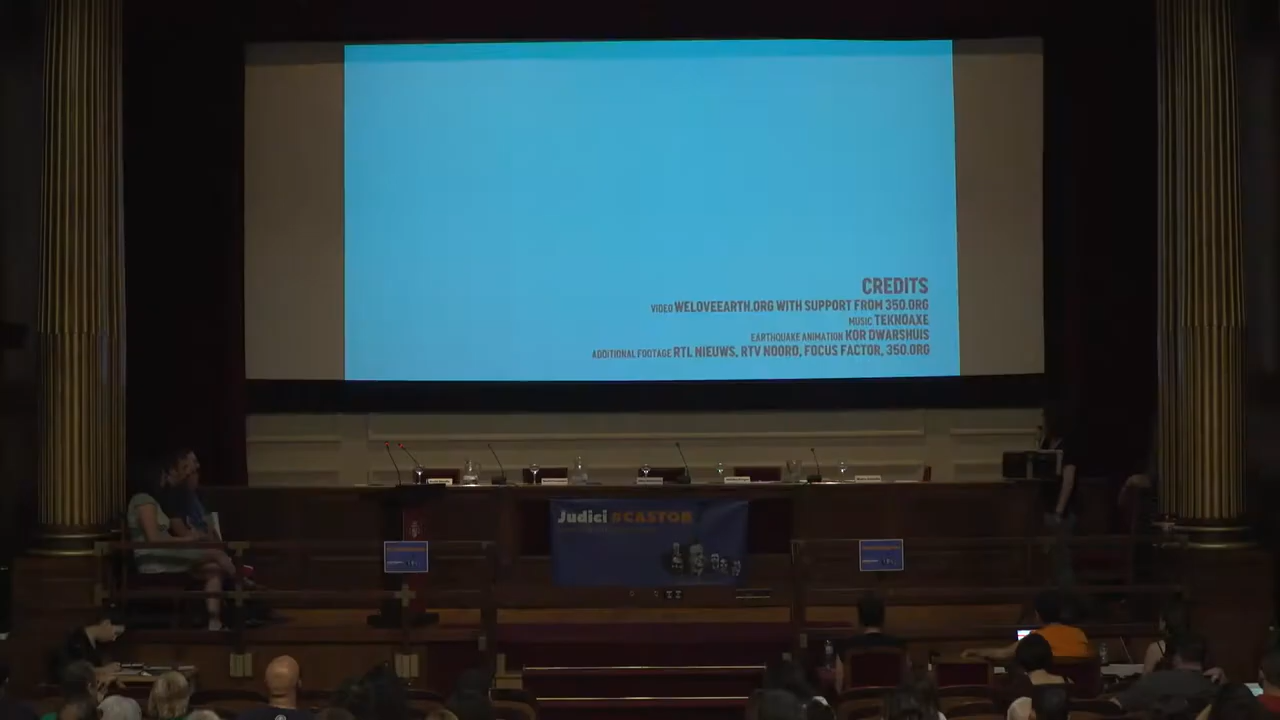 CREDITS
VIDEO WELOVEEARTH.ORG WITH SUPPORT FROM 350.ORG
MUSIC TEKNOAXE
EARTHQUAKE ANIMATION KOR DWARSHUIS
ADDITIONAL FOOTAGE RTL NIEUWS, RTV NOORD, FOCUS FACTOR, 350.ORG
Judici #CASTOR